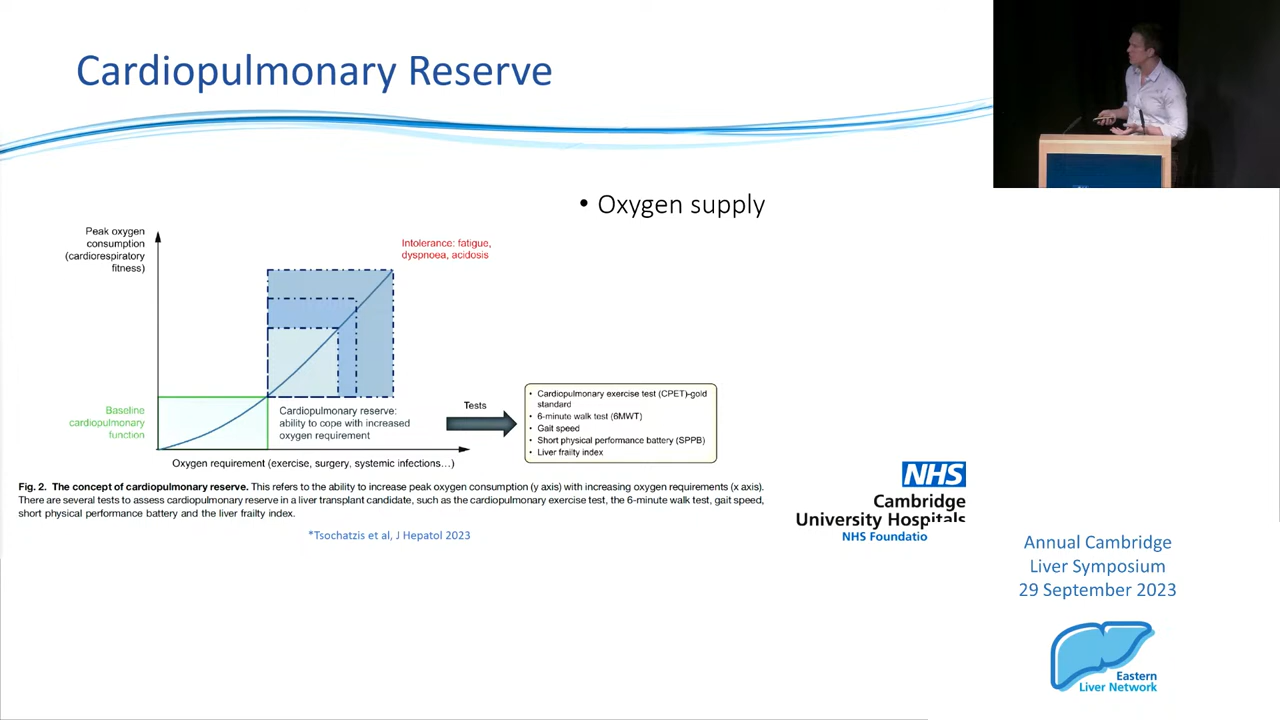 Cardiopulmonary Reserve
• Oxygen supply
Peak oxygen
consumption
(cardiorespiratory
fitness)
Intolerance: fatigue,
dyspnoea, acidosis
Baseline
cardiopulmonary
function
Cardiopulmonary reserve:
ability to cope with increased
oxygen requirement
Oxygen requirement (exercise, surgery, systemic infections…)
Tests
• Cardiopulmonary exercise test (CPET)-gold
standard
• 6-minute walk test (6MWT)
• Gait speed
• Short physical performance battery (SPPB)
• Liver frailty index
Fig. 2. The concept of cardiopulmonary reserve. This refers to the ability to increase peak oxygen consumption (y axis) with increasing oxygen requirements (x axis).
There are several tests to assess cardiopulmonary reserve in a liver transplant candidate, such as the cardiopulmonary exercise test, the 6-minute walk test, gait speed,
short physical performance battery and the liver frailty index.
*Tsochatzis et al, J Hepatol 2023
NHS
Cambridge
University Hospitals
NHS Foundatio
Annual Cambridge
Liver Symposium
29 September 2023
Eastern
Liver Network